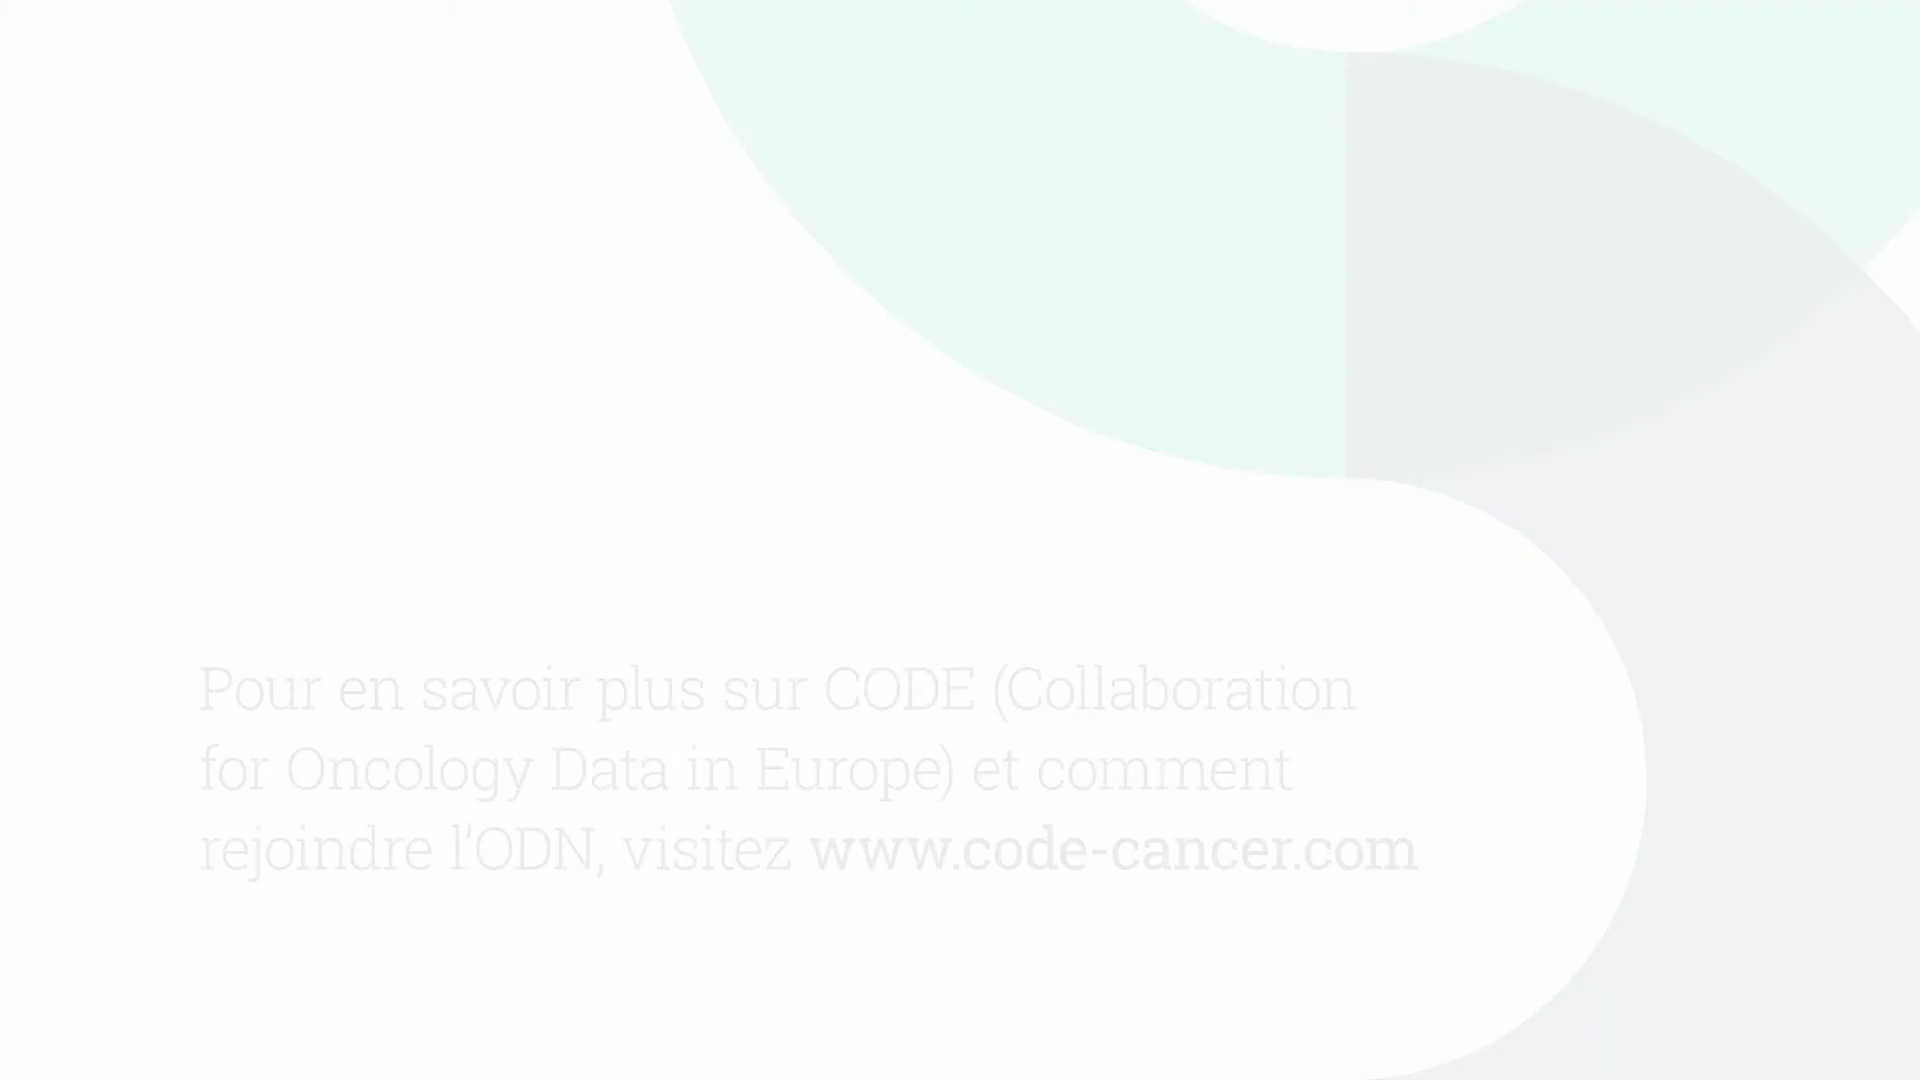 Pour en savoir plus sur CODE (Collaboration
for Oncology Data in Europe) et comment
rejoindre l'ODN, visitez www.code-cancer.com